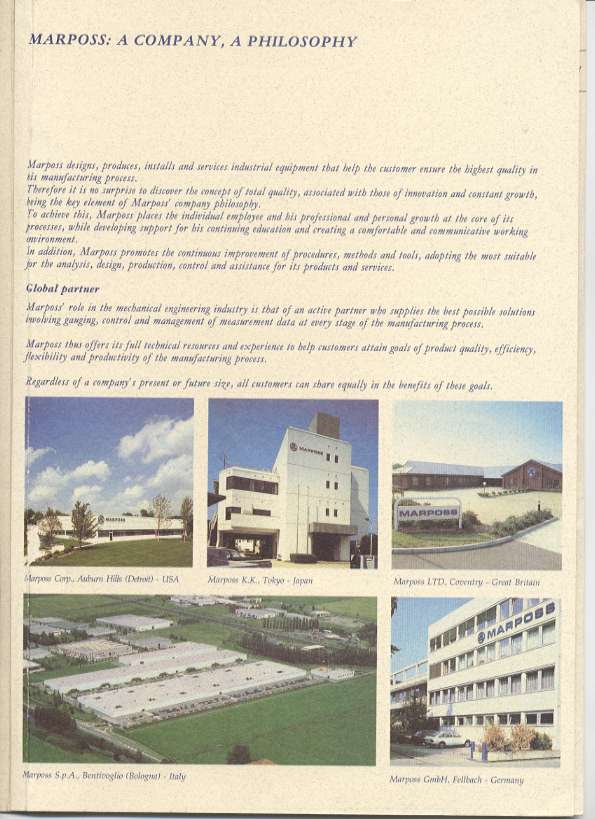 MARPOSS: A COMPANY, A PHILOSOPHY
Marposs designs, produces, installs and services industrial equipment that help the customer ensure the highest quality in
his manufacturing process.
Therefore it is no surprise to discover the concept of total quality, associated with those of innovation and constant growth,
being the key element of Marposs' company philosophy.
To achieve this, Marposs places the individual employee and his professional and personal growth at the core of its
processes, while developing support for his continuing education and creating a comfortable and communicative working
environment.
In addition, Marposs promotes the continuous improvement of procedures, methods and tools, adopting the most suitable
for the analysis, design, production, control and assistance for its products and services.
Global partner
Marposs' role in the mechanical engineering industry is that of an active partner who supplies the best possible solutions
involving gauging, control and management of measurement data at every stage of the manufacturing process.
Marposs thus offers its full technical resources and experience to help customers attain goals of product quality, efficiency,
flexibility and productivity of the manufacturing process.
Regardless of a company's present or future size, all customers can share equally in the benefits of these goals.
MARPOSS
MARPOSS
MARPOSS
Marposs Corp., Auburn Hills (Detroit) - USA
Marposs K.K., Tokyo - Japan
Marposs LTD, Coventry - Great Britain
MARPOSS
Marposs S.p.A., Bentivoglio (Bologna) - Italy
Marposs GmbH, Fellbach - Germany